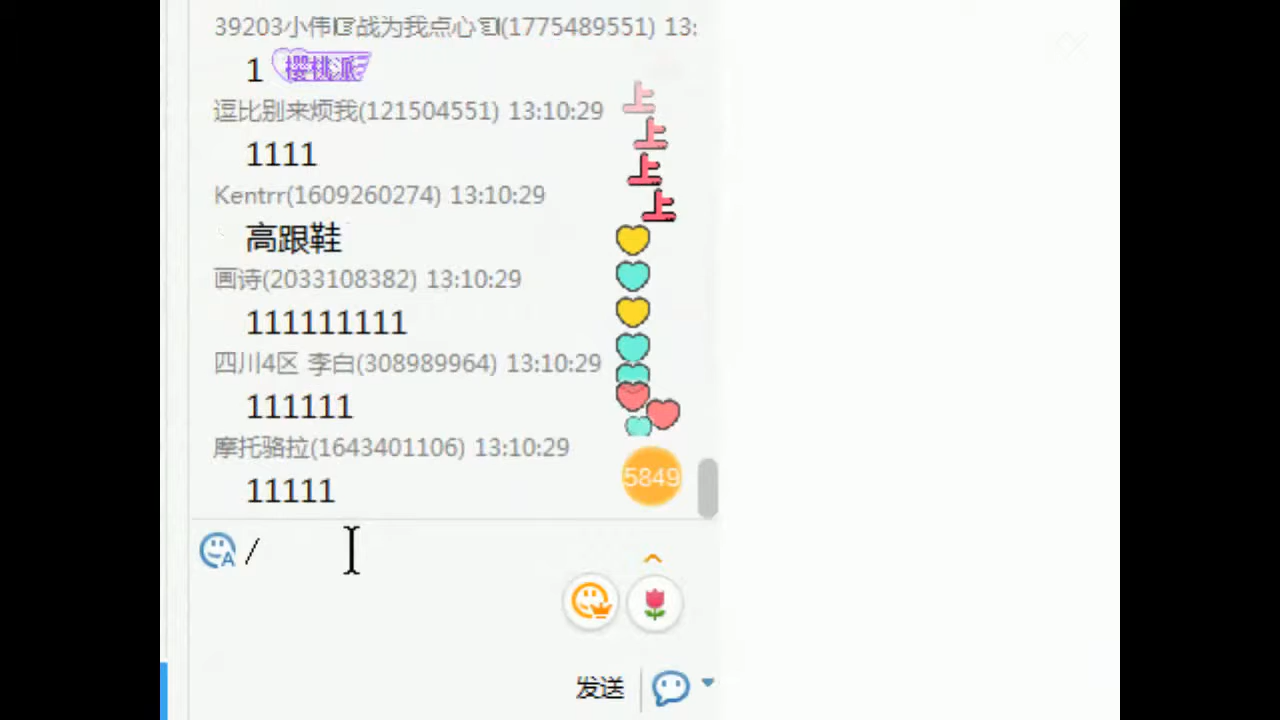 39203小伟☞战为我点心☜(1775489551) 13:
1 樱桃派
逗比别来烦我(121504551) 13:10:29
1111
Kentrr(1609260274) 13:10:29
高跟鞋
画诗(2033108382) 13:10:29
111111111
四川4区 李白(308989964) 13:10:29
111111
摩托骆拉(1643401106) 13:10:29
11111
上
上
上
上
5849
/
发送